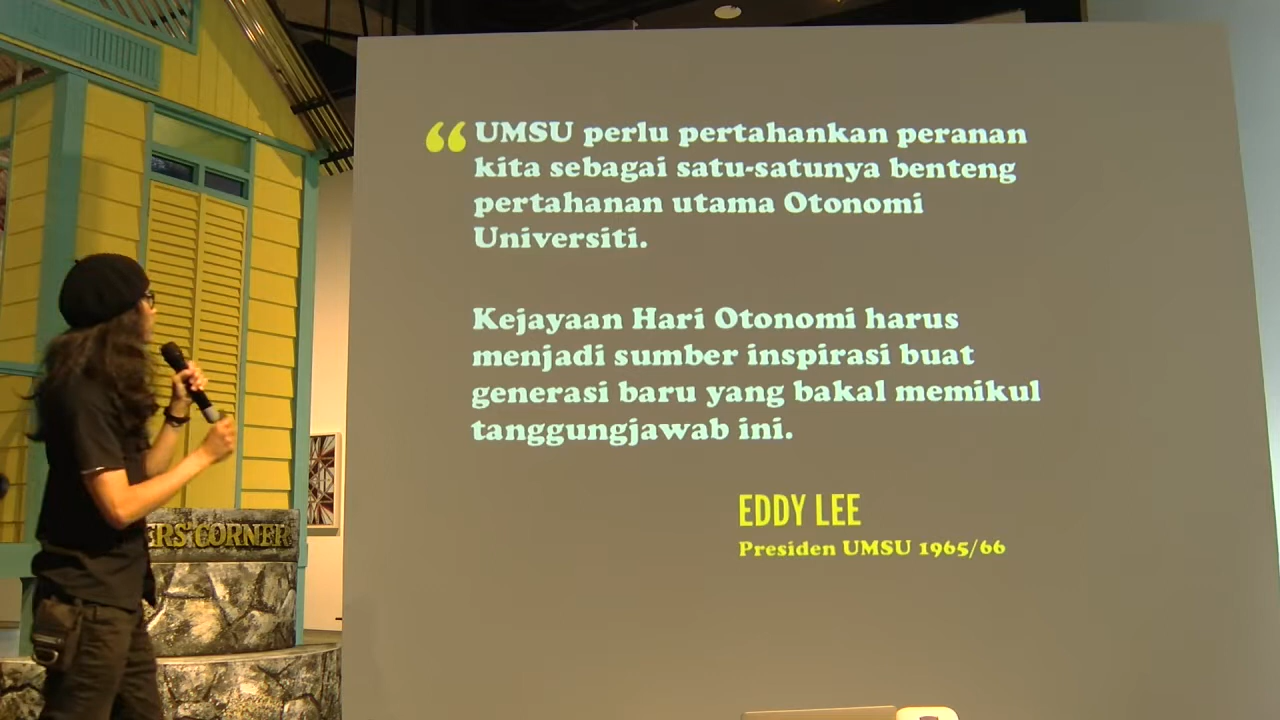 “UMSU perlu pertahankan peranan
kita sebagai satu-satunya benteng
pertahanan utama Otonomi
Universiti.
Kejayaan Hari Otonomi harus
menjadi sumber inspirasi buat
generasi baru yang bakal memikul
tanggungjawab ini.
EDDY LEE
Presiden UMSU 1965/66
ERS' CORNER